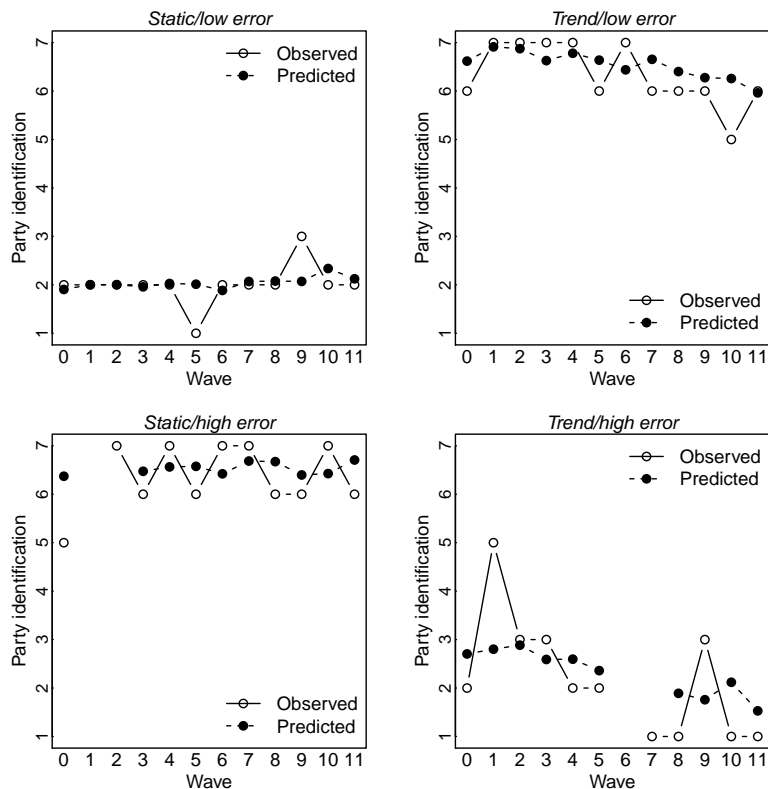 Static/low error
Observed
Predicted
Party identification
7
6
5
4
3
2
1
0 1 2 3 4 5 6 7 8 9 10 11
Wave
Trend/low error
Observed
Predicted
Party identification
7
6
5
4
3
2
1
0 1 2 3 4 5 6 7 8 9 10 11
Wave
Static/high error
Observed
Predicted
Party identification
7
6
5
4
3
2
1
0 1 2 3 4 5 6 7 8 9 10 11
Wave
Trend/high error
Observed
Predicted
Party identification
7
6
5
4
3
2
1
0 1 2 3 4 5 6 7 8 9 10 11
Wave